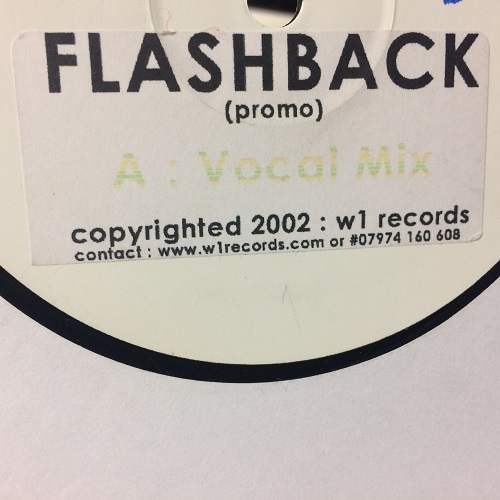 FLASHBACK
(promo)
A : Vocal Mix
copyrighted 2002 : w1 records
contact : www.w1records.com or #07974 160 608